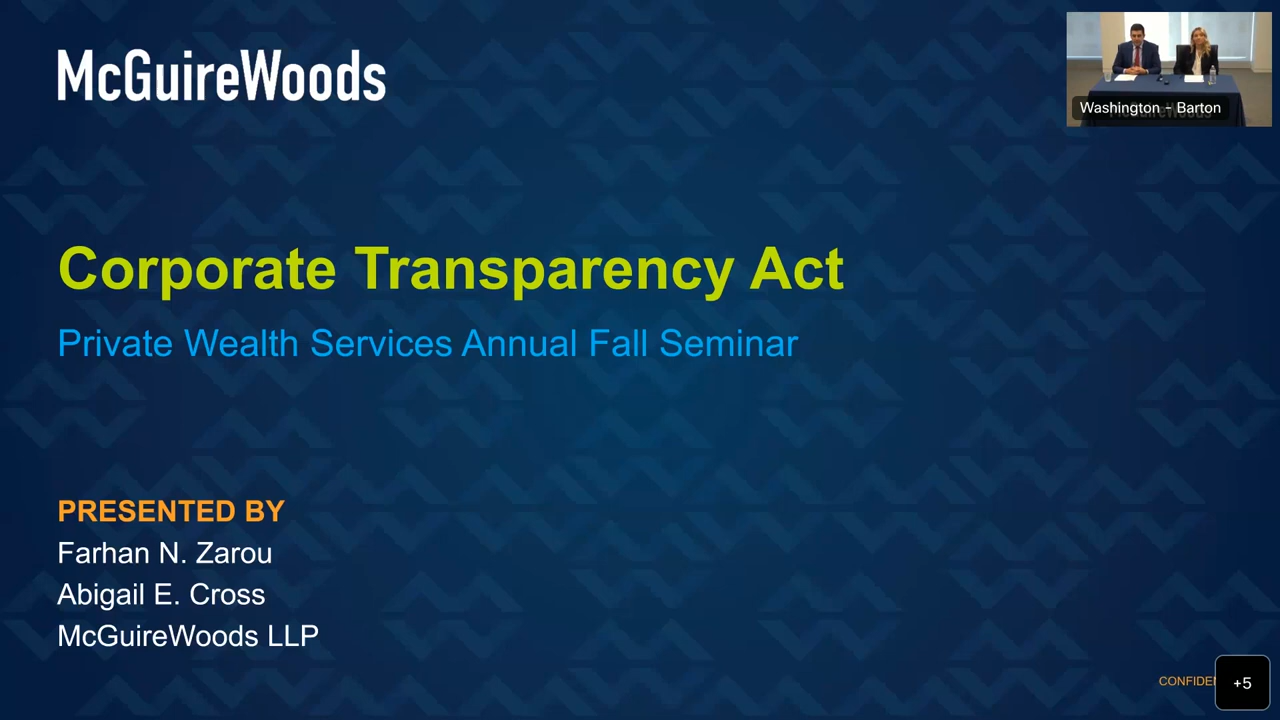 McGuireWoods
Washington - Barton
Corporate Transparency Act
Private Wealth Services Annual Fall Seminar
PRESENTED BY
Farhan N. Zarou
Abigail E. Cross
McGuireWoods LLP
+5